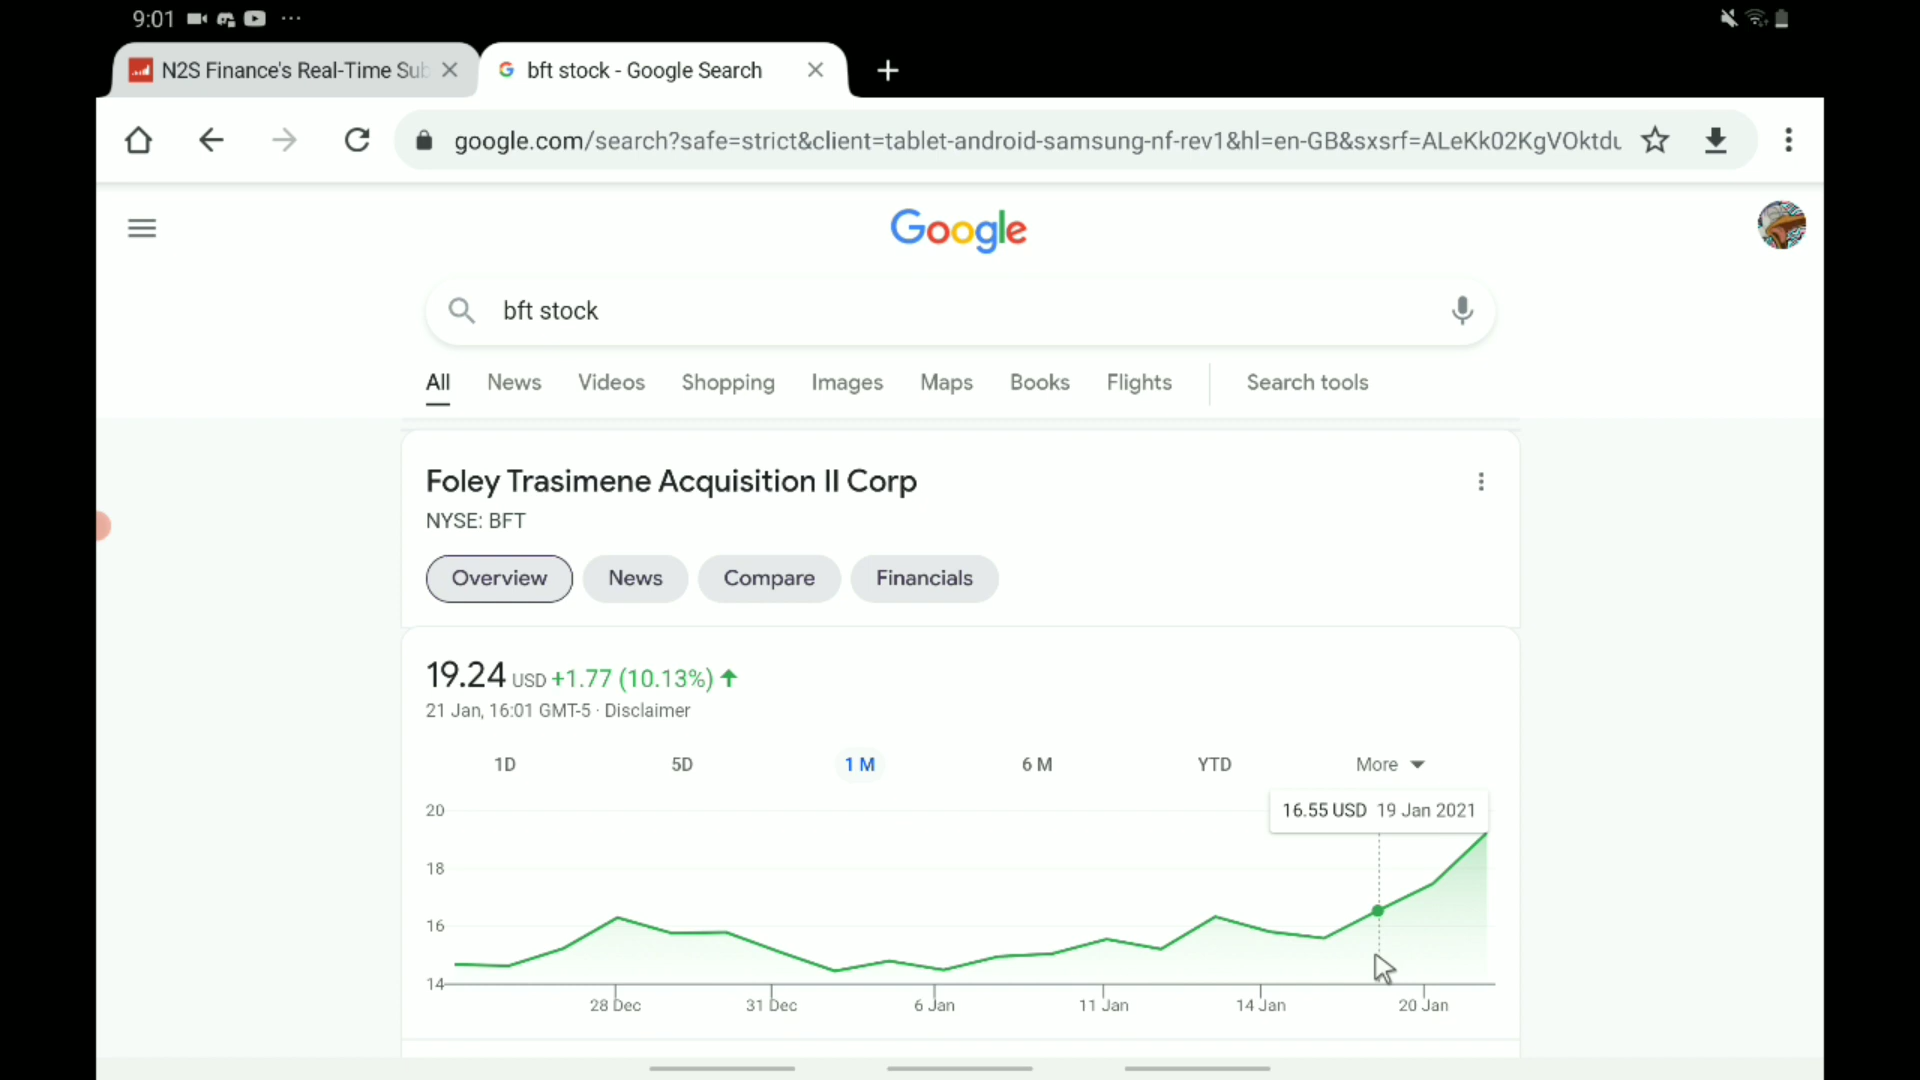 9:01
N2S Finance's Real-Time Sub
bft stock - Google Search
google.com/search?safe=strict&client=tablet-android-samsung-nf-rev1&hl=en-GB&sxsrf=ALeKk02KgVOktdu
Google
bft stock
All News Videos Shopping Images Maps Books Flights Search tools
Foley Trasimene Acquisition II Corp
NYSE: BFT
Overview News Compare Financials
19.24 USD +1.77 (10.13%)
21 Jan, 16:01 GMT-5 · Disclaimer
1D 5D 1 M 6 M YTD More
16.55 USD 19 Jan 2021
20
18
16
14
28 Dec 31 Dec 6 Jan 11 Jan 14 Jan 20 Jan